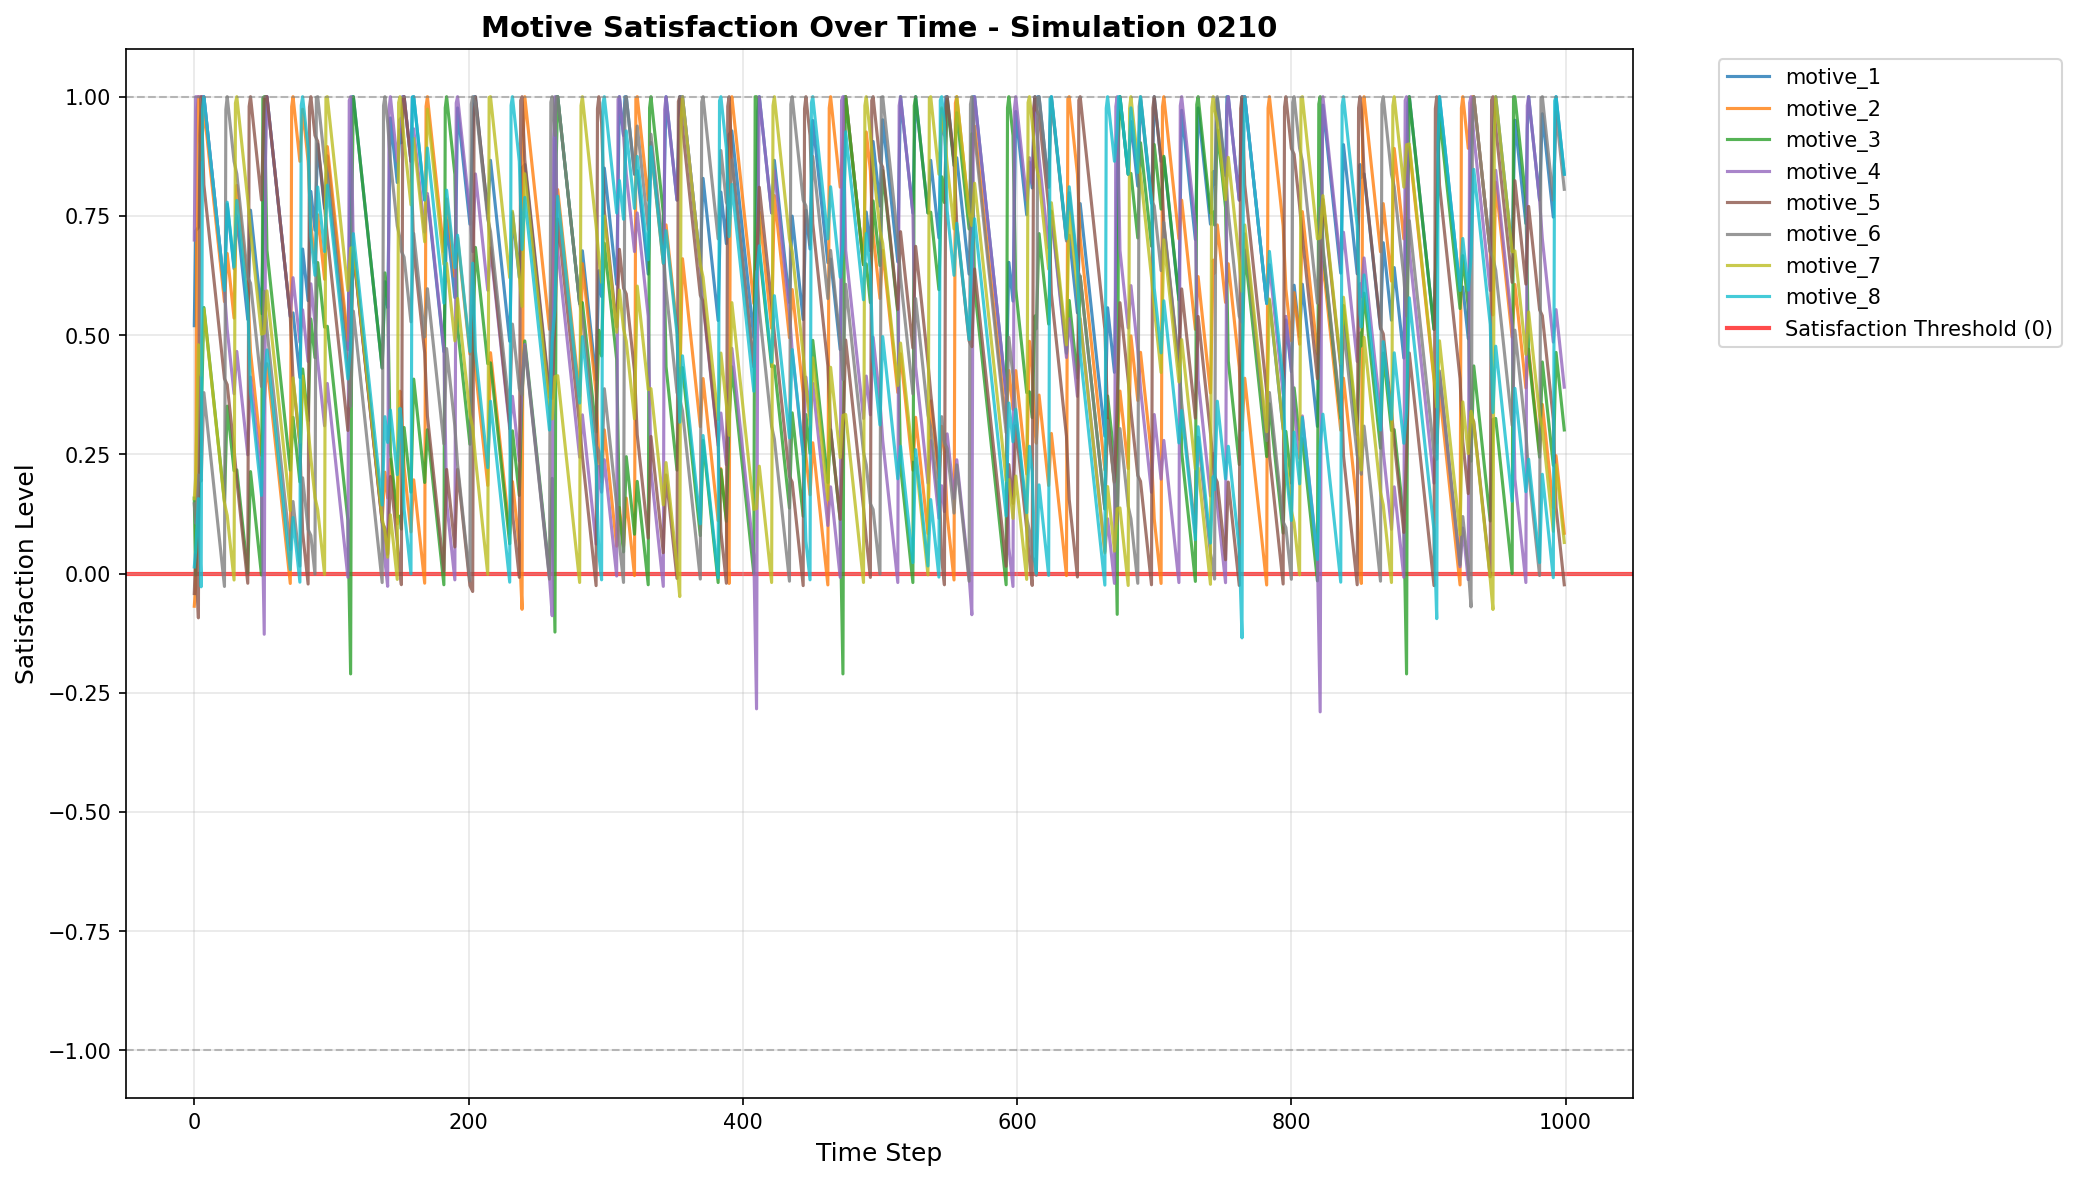 Motive Satisfaction Over Time - Simulation 0210
1.00
0.75
0.50
0.25
0.00
−0.25
−0.50
−0.75
−1.00
Satisfaction Level
0
200
400
600
800
1000
Time Step
motive_1
motive_2
motive_3
motive_4
motive_5
motive_6
motive_7
motive_8
Satisfaction Threshold (0)